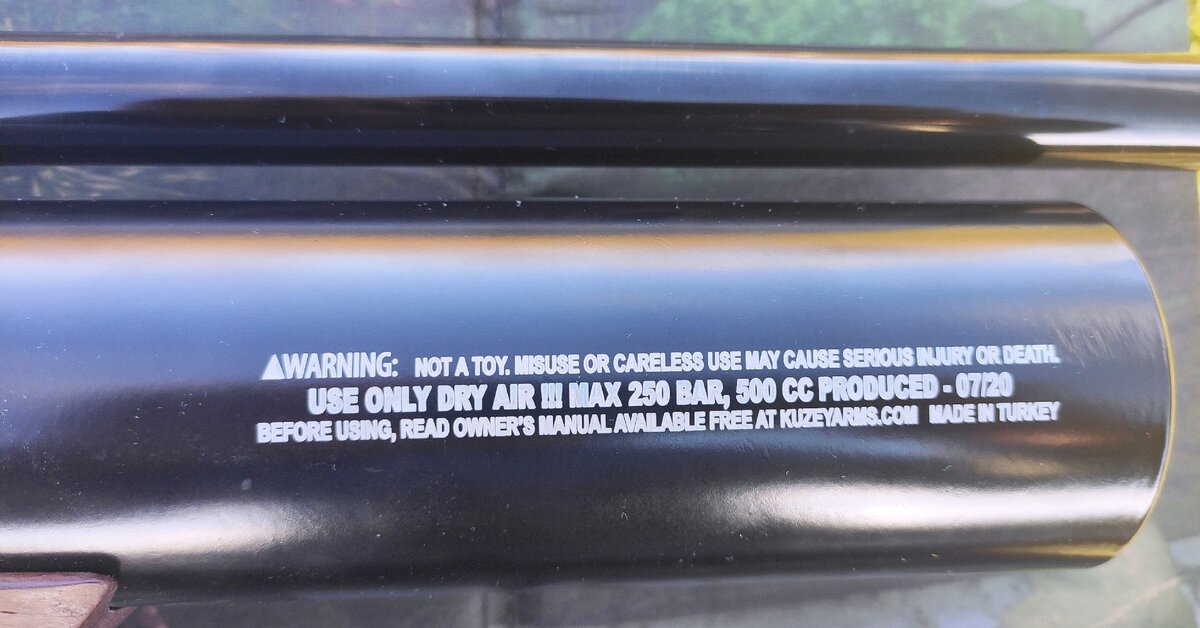 WARNING: NOT A TOY. MISUSE OR CARELESS USE MAY CAUSE SERIOUS INJURY OR DEATH.
USE ONLY DRY AIR !!! MAX 250 BAR, 500 CC PRODUCED - 07/20
BEFORE USING, READ OWNER'S MANUAL AVAILABLE FREE AT KUZEYARMS.COM MADE IN TURKEY